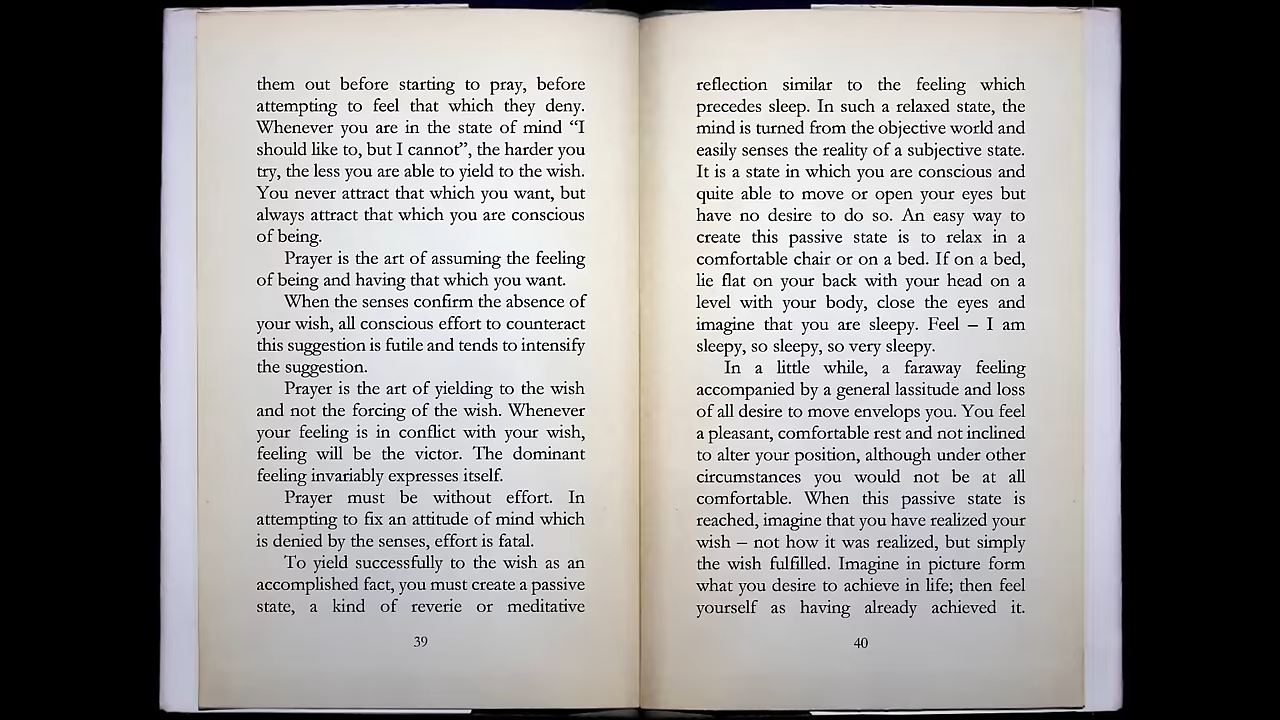 them out before starting to pray, before
attempting to feel that which they deny.
Whenever you are in the state of mind “I
should like to, but I cannot”, the harder you
try, the less you are able to yield to the wish.
You never attract that which you want, but
always attract that which you are conscious
of being.
Prayer is the art of assuming the feeling
of being and having that which you want.
When the senses confirm the absence of
your wish, all conscious effort to counteract
this suggestion is futile and tends to intensify
the suggestion.
Prayer is the art of yielding to the wish
and not the forcing of the wish. Whenever
your feeling is in conflict with your wish,
feeling will be the victor. The dominant
feeling invariably expresses itself.
Prayer must be without effort. In
attempting to fix an attitude of mind which
is denied by the senses, effort is fatal.
To yield successfully to the wish as an
accomplished fact, you must create a passive
state, a kind of reverie or meditative
39
reflection similar to the feeling which
precedes sleep. In such a relaxed state, the
mind is turned from the objective world and
easily senses the reality of a subjective state.
It is a state in which you are conscious and
quite able to move or open your eyes but
have no desire to do so. An easy way to
create this passive state is to relax in a
comfortable chair or on a bed. If on a bed,
lie flat on your back with your head on a
level with your body, close the eyes and
imagine that you are sleepy. Feel – I am
sleepy, so sleepy, so very sleepy.
In a little while, a faraway feeling
accompanied by a general lassitude and loss
of all desire to move envelops you. You feel
a pleasant, comfortable rest and not inclined
to alter your position, although under other
circumstances you would not be at all
comfortable. When this passive state is
reached, imagine that you have realized your
wish – not how it was realized, but simply
the wish fulfilled. Imagine in picture form
what you desire to achieve in life; then feel
yourself as having already achieved it.
40